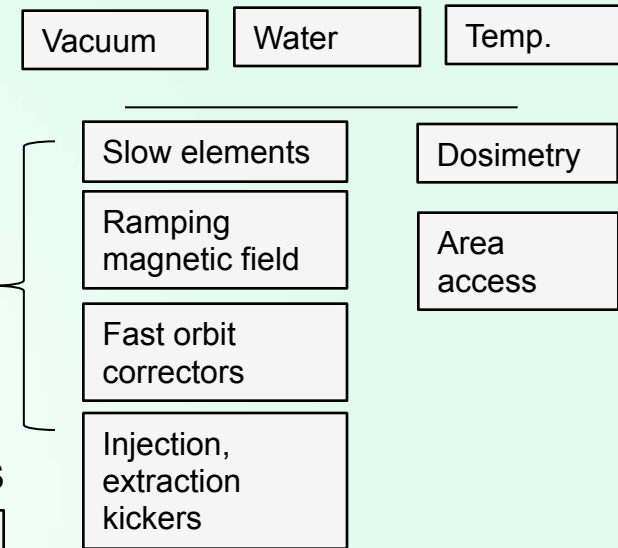 Vacuum
Water
Temp.
Slow elements
Dosimetry
Ramping
magnetic field
Area
access
Fast orbit
correctors
Injection,
extraction
kickers